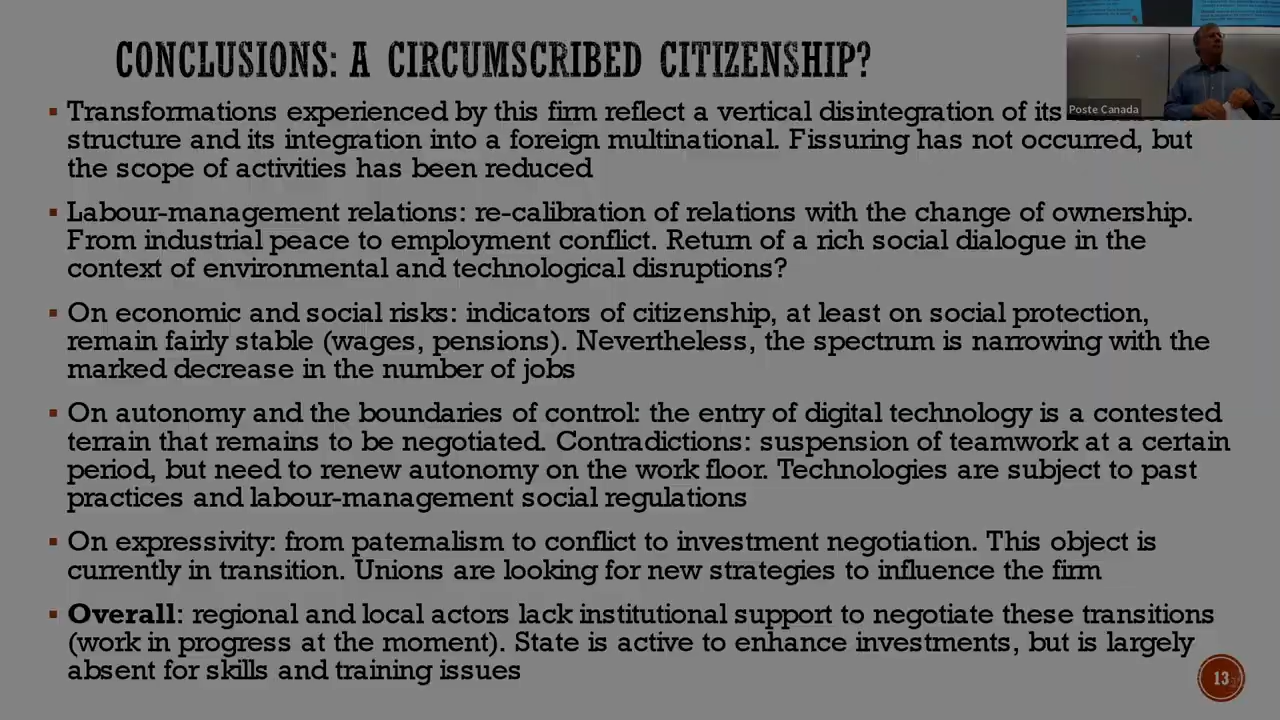 CONCLUSIONS: A CIRCUMSCRIBED CITIZENSHIP?
Poste Canada
▪ Transformations experienced by this firm reflect a vertical disintegration of its
structure and its integration into a foreign multinational. Fissuring has not occurred, but
the scope of activities has been reduced
▪ Labour-management relations: re-calibration of relations with the change of ownership.
From industrial peace to employment conflict. Return of a rich social dialogue in the
context of environmental and technological disruptions?
▪ On economic and social risks: indicators of citizenship, at least on social protection,
remain fairly stable (wages, pensions). Nevertheless, the spectrum is narrowing with the
marked decrease in the number of jobs
▪ On autonomy and the boundaries of control: the entry of digital technology is a contested
terrain that remains to be negotiated. Contradictions: suspension of teamwork at a certain
period, but need to renew autonomy on the work floor. Technologies are subject to past
practices and labour-management social regulations
▪ On expressivity: from paternalism to conflict to investment negotiation. This object is
currently in transition. Unions are looking for new strategies to influence the firm
▪ Overall: regional and local actors lack institutional support to negotiate these transitions
(work in progress at the moment). State is active to enhance investments, but is largely
absent for skills and training issues
13